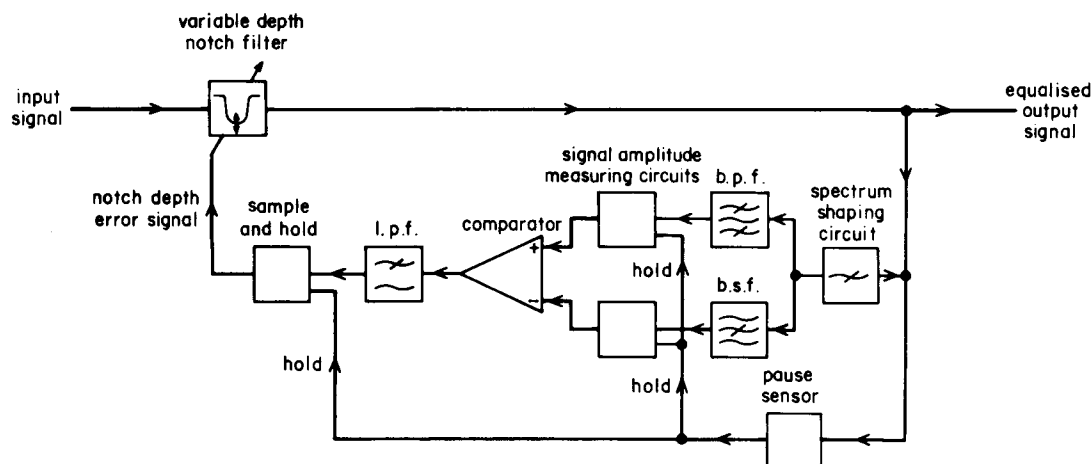 variable depth
notch filter
input
signal
equalised
output
signal
signal amplitude
measuring circuits
b. p. f.
spectrum
shaping
circuit
notch depth
error signal
sample
and hold
l. p. f.
comparator
+
−
hold
b. s. f.
hold
hold
pause
sensor